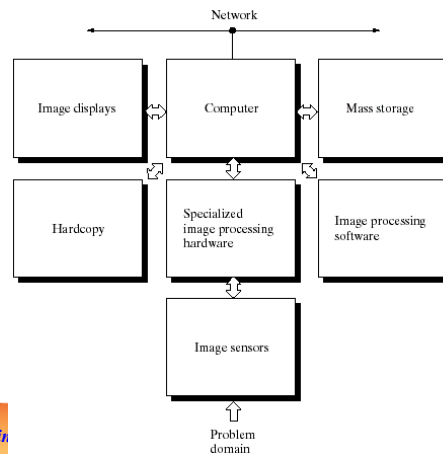 Network
Image displays
Computer
Mass storage
Hardcopy
Specialized
image processing
hardware
Image processing
software
Image sensors
Problem
domain